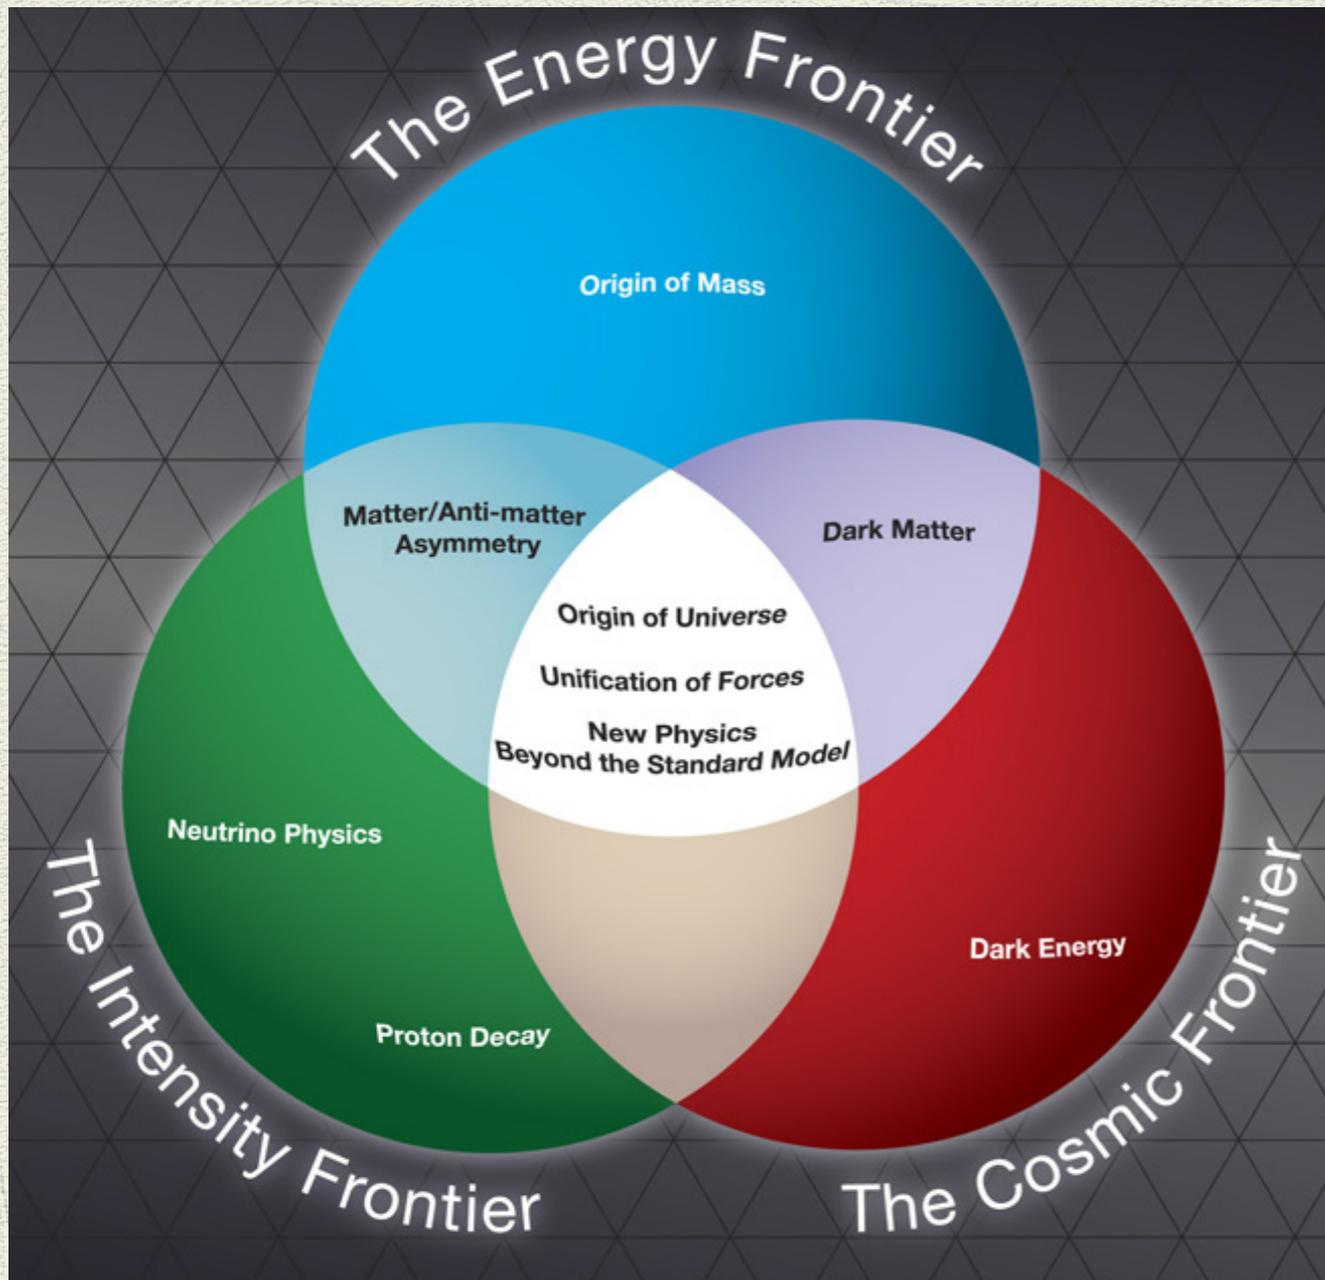 The Energy Frontier
Origin of Mass
Matter/Anti-matter
Asymmetry
Dark Matter
Origin of Universe
Unification of Forces
New Physics
Beyond the Standard Model
Neutrino Physics
Dark Energy
Proton Decay
The Intensity Frontier
The Cosmic Frontier